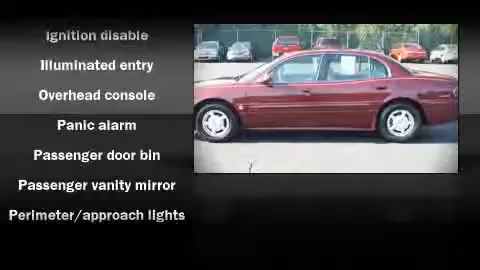 Ignition disable
Illuminated entry
Overhead console
Panic alarm
Passenger door bin
Passenger vanity mirror
Perimeter/approach lights